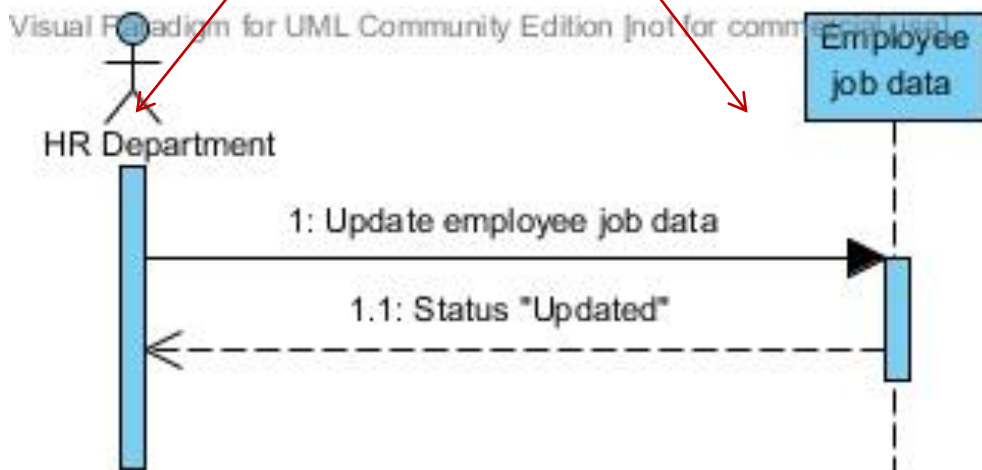 Visual Paradigm for UML Community Edition [not for commercial use]
Employee
job data
HR Department
1: Update employee job data
1.1: Status "Updated"